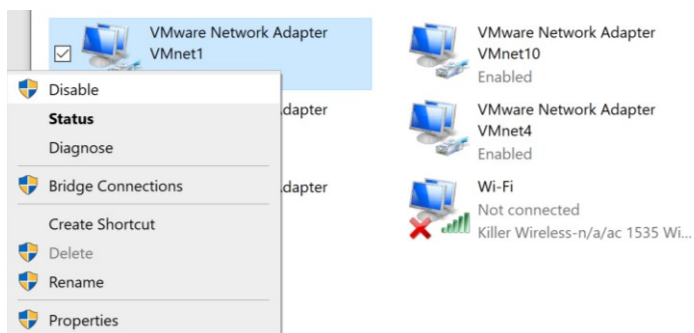 VMware Network Adapter
VMnet1
Disable
Status
Diagnose
Bridge Connections
Create Shortcut
Delete
Rename
Properties
dapter
dapter
VMware Network Adapter
VMnet10
Enabled
VMware Network Adapter
VMnet4
Enabled
Wi-Fi
Not connected
Killer Wireless-n/a/ac 1535 Wi...